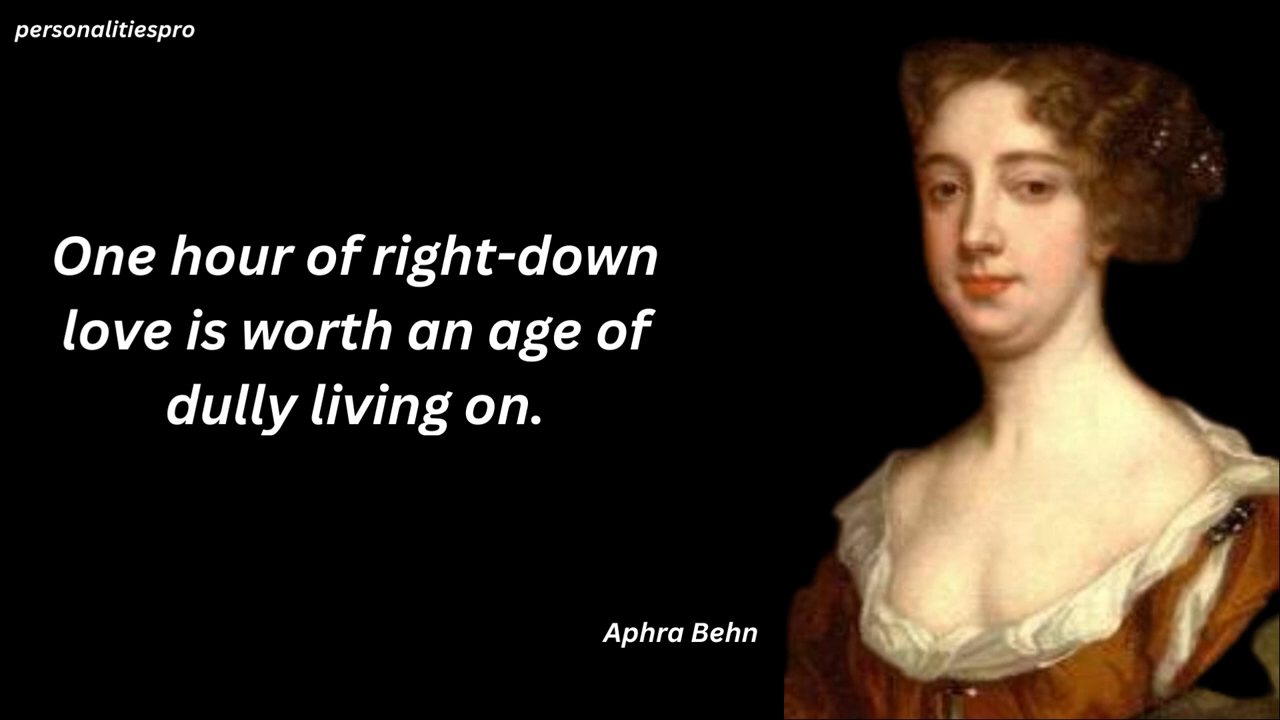 personalitiespro
One hour of right-down
love is worth an age of
dully living on.
Aphra Behn